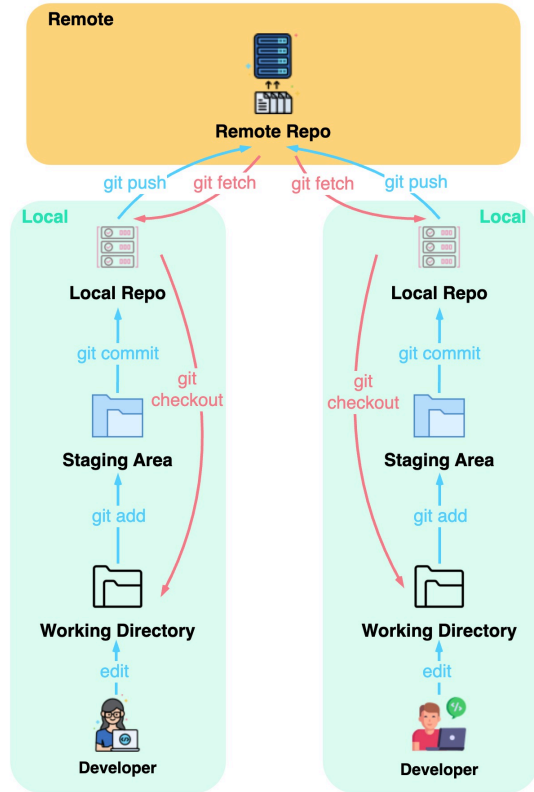 Remote
Remote Repo
git push
git fetch
git fetch
git push
Local
Local Repo
git commit
git
checkout
Staging Area
git add
Working Directory
edit
Developer
Local
Local Repo
git commit
git
checkout
Staging Area
git add
Working Directory
edit
Developer